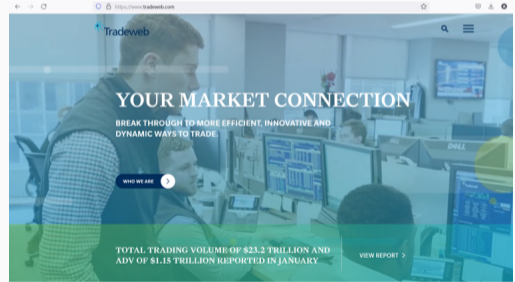 https://www.tradeweb.com
Tradeweb
YOUR MARKET CONNECTION
BREAK THROUGH TO MORE EFFICIENT, INNOVATIVE AND
DYNAMIC WAYS TO TRADE.
WHO WE ARE
DELL
TOTAL TRADING VOLUME OF $23.2 TRILLION AND
ADV OF $1.15 TRILLION REPORTED IN JANUARY
VIEW REPORT